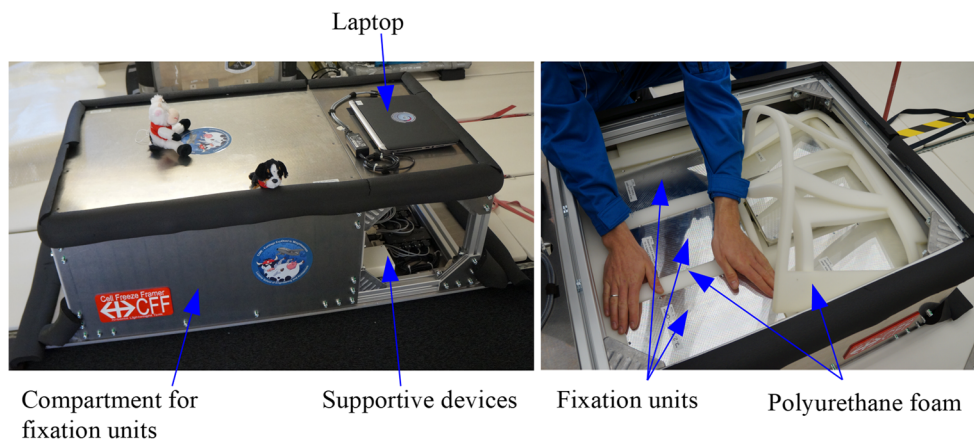 Laptop
Cell Freeze Framer
CFF
Compartment for
fixation units
Supportive devices
Fixation units
Polyurethane foam